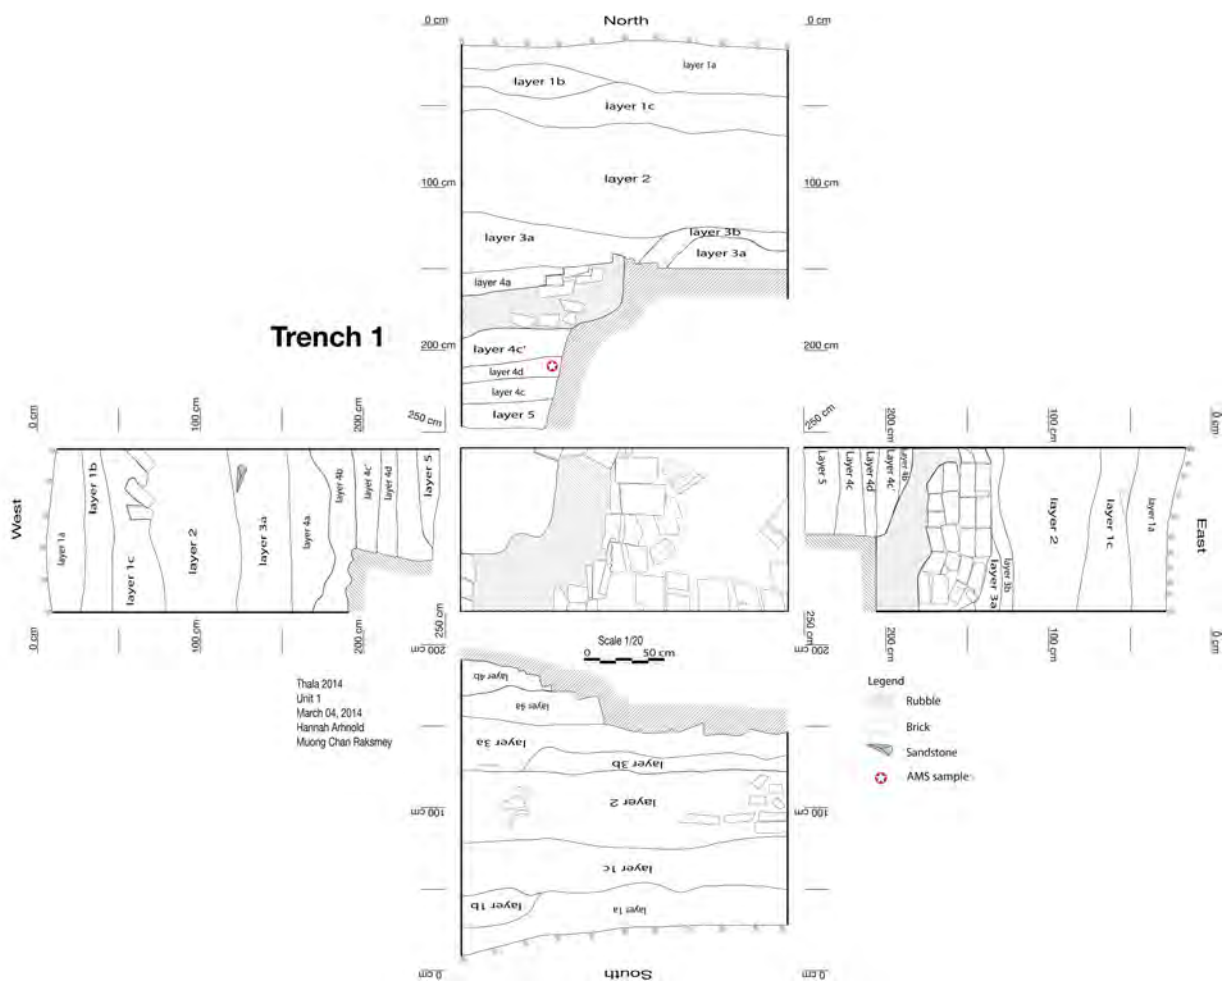 0 cm
North
0 cm
layer 1a
layer 1b
layer 1c
layer 2
100 cm
100 cm
layer 3a
layer 3b
layer 3a
layer 4a
Trench 1
200 cm
200 cm
layer 4c'
layer 4d
layer 4c
layer 5
250 cm
250 cm
0 cm
100 cm
200 cm
West
layer 1a
layer 1b
layer 1c
layer 2
layer 3a
layer 4a
layer 4b
layer 4c'
layer 4d
layer 5
0 cm
100 cm
200 cm
250 cm
200 cm
100 cm
0 cm
Layer 5
Layer 4c
Layer 4d
Layer 4c'
Layer 4b
layer 3a
layer 3b
layer 2
layer 1c
layer 1a
East
250 cm
200 cm
200 cm
100 cm
0 cm
Scale 1/20
0 50 cm
Thala 2014
Unit 1
March 04, 2014
Hannah Arhnold
Muong Chan Raksmey
Legend
Rubble
Brick
Sandstone
AMS sample
200 cm
layer 4b
layer 3a
layer 3b
layer 2
100 cm
100 cm
layer 1c
layer 1b
layer 1a
0 cm
South
0 cm